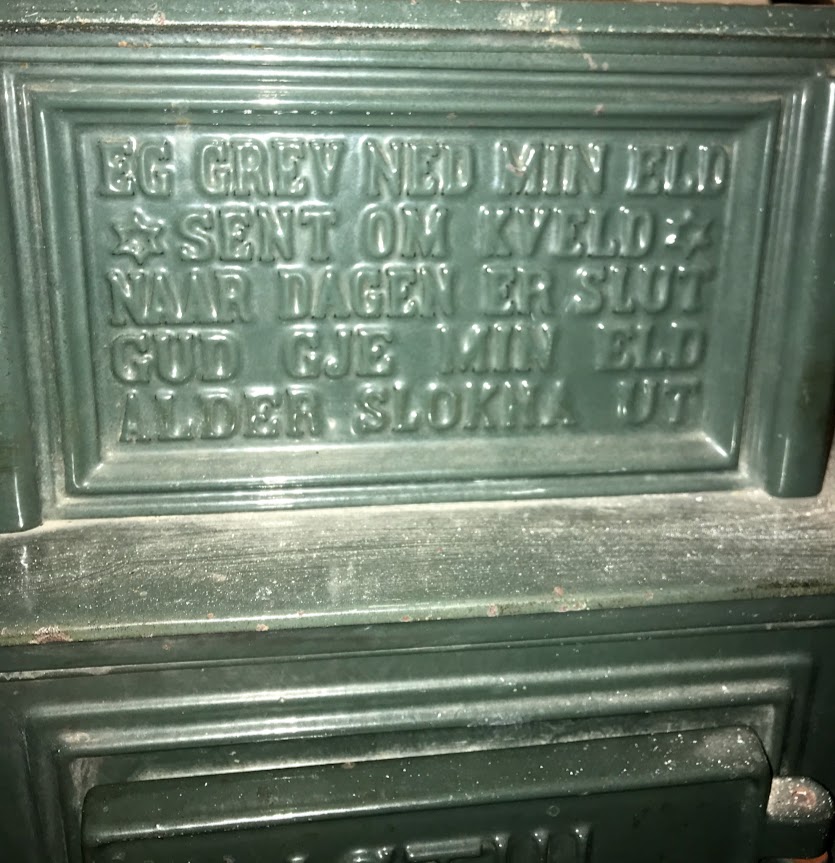 EG GREV NED MIN ELD
SENT OM KVELD
NAAR DAGEN ER SLUT
GUD GJE MIN ELD
ALDER SLOKNA UT